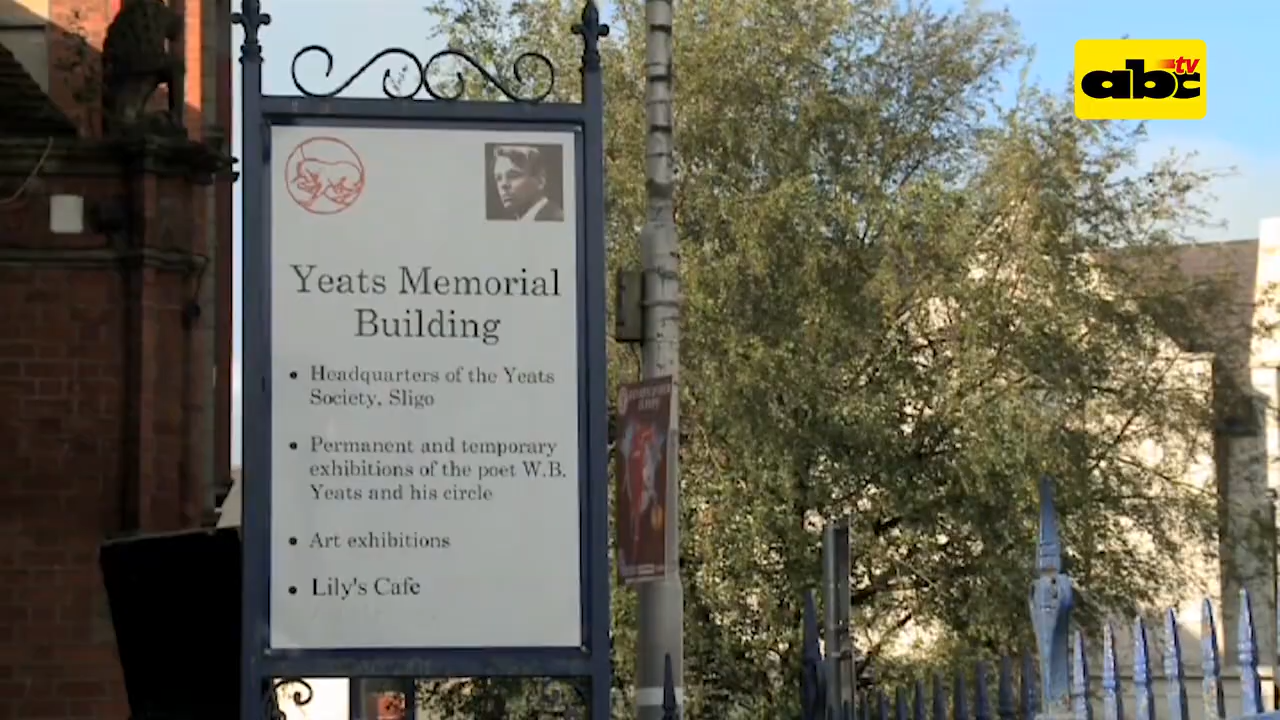 abc tv
Yeats Memorial
Building
• Headquarters of the Yeats
Society, Sligo
• Permanent and temporary
exhibitions of the poet W.B.
Yeats and his circle
• Art exhibitions
• Lily's Cafe